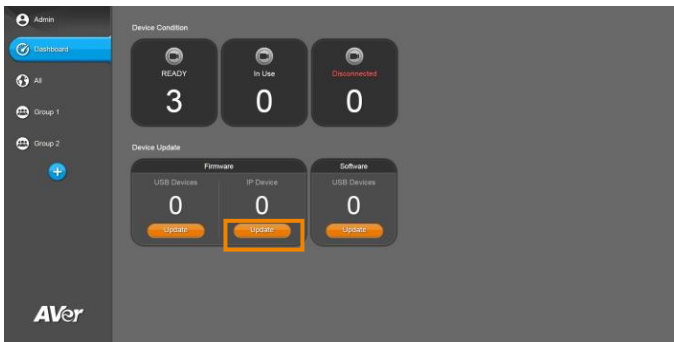 Admin
Dashboard
All
Group 1
Group 2
AVer
Device Condition
READY
3
In Use
0
Disconnected
0
Device Update
Firmware
USB Devices
0
Update
IP Device
0
Update
Software
USB Devices
0
Update